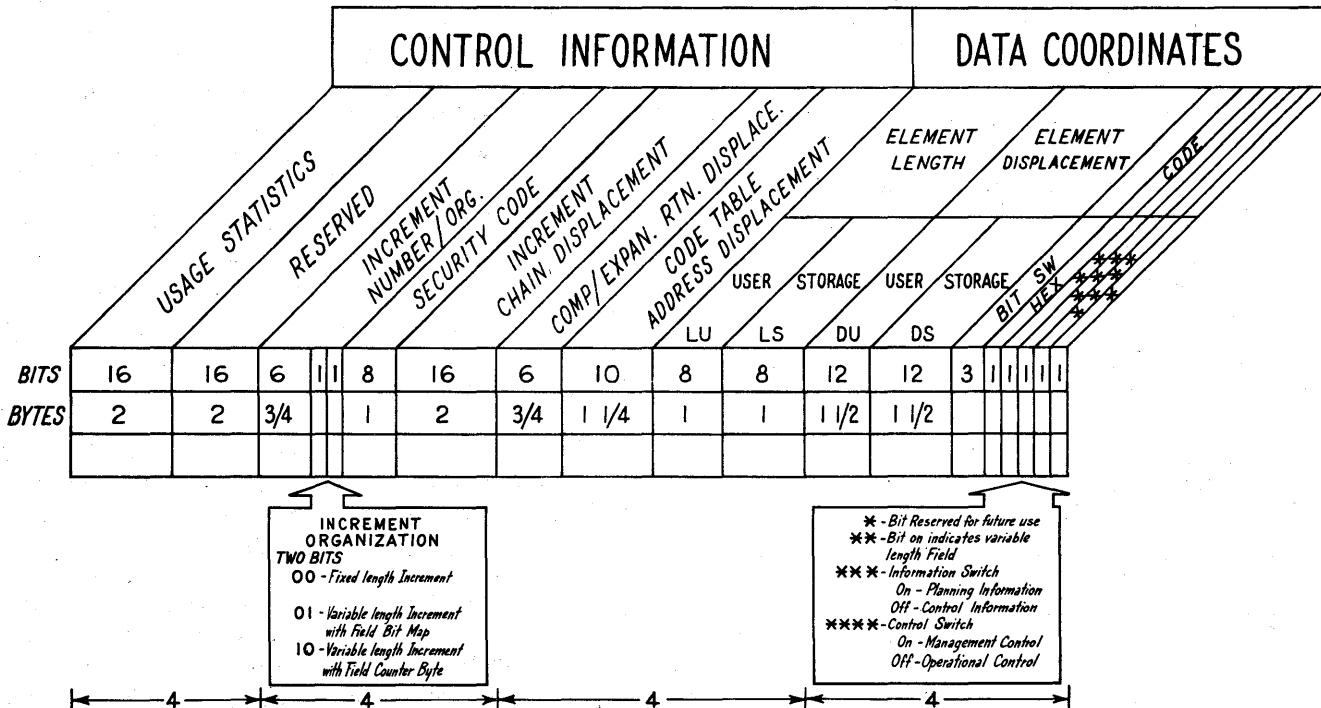 CONTROL INFORMATION
DATA COORDINATES
USAGE STATISTICS
RESERVED
INCREMENT
NUMBER/ORG.
SECURITY CODE
INCREMENT
CHAIN. DISPLACEMENT
COMP/EXPAN. RTN. DISPLACE.
CODE TABLE
ADDRESS DISPLACEMENT
ELEMENT
LENGTH
ELEMENT
DISPLACEMENT
CODE
USER STORAGE USER STORAGE
BIT SW
HEX
***
****
***
*
LU LS DU DS
BITS 16 16 6 1 1 8 16 6 10 8 8 12 12 3 1 1 1 1 1
BYTES 2 2 3/4 1 2 3/4 1 1/4 1 1 1 1/2 1 1/2
INCREMENT
ORGANIZATION
TWO BITS
00 - Fixed length Increment
01 - Variable length Increment
with Field Bit Map
10 - Variable length Increment
with Field Counter Byte
* - Bit Reserved for future use
** - Bit on indicates variable
length Field
*** - Information Switch
On - Planning Information
Off - Control Information
**** - Control Switch
On - Management Control
Off - Operational Control
4 4 4 4